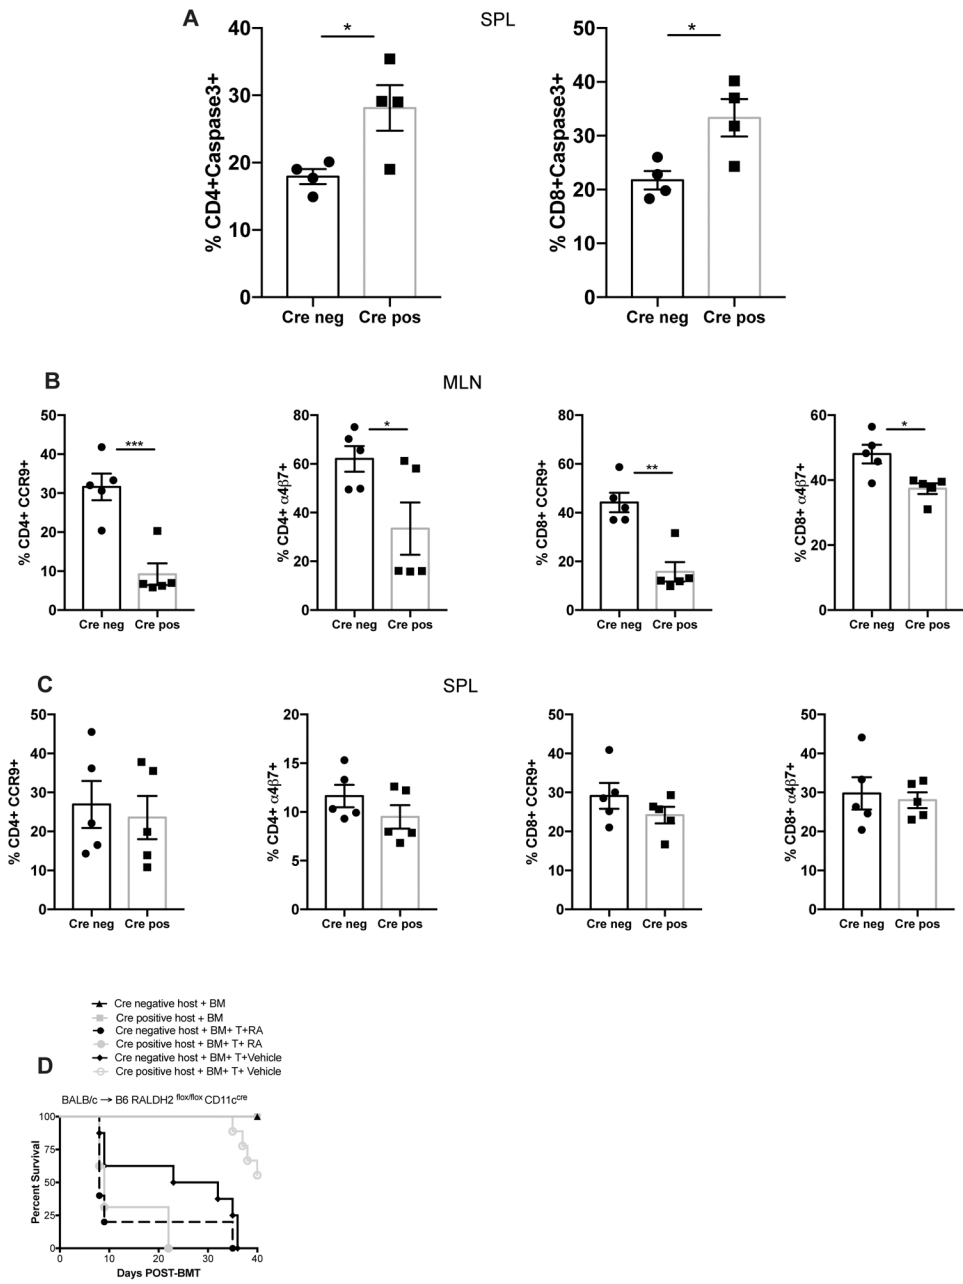 A
SPL
% CD4+Caspase3+
40
30
20
10
0
*
Cre neg
Cre pos
% CD8+Caspase3+
50
40
30
20
10
0
*
Cre neg
Cre pos
B
MLN
% CD4+ CCR9+
50
40
30
20
10
0
***
Cre neg
Cre pos
% CD4+ α4β7+
80
60
40
20
0
*
Cre neg
Cre pos
% CD8+ CCR9+
80
60
40
20
0
**
Cre neg
Cre pos
% CD8+ α4β7+
60
40
20
0
*
Cre neg
Cre pos
C
SPL
% CD4+ CCR9+
50
40
30
20
10
0
Cre neg
Cre pos
% CD4+ α4β7+
20
15
10
5
0
Cre neg
Cre pos
% CD8+ CCR9+
50
40
30
20
10
0
Cre neg
Cre pos
% CD8+ α4β7+
50
40
30
20
10
0
Cre neg
Cre pos
Cre negative host + BM
Cre positive host + BM
Cre negative host + BM+ T+RA
Cre positive host + BM+ T+ RA
Cre negative host + BM+ T+Vehicle
Cre positive host + BM+ T+ Vehicle
D
BALB/c → B6 RALDH2 flox/flox CD11c cre
Percent Survival
100
75
50
25
0
0
10
20
30
40
Days POST-BMT